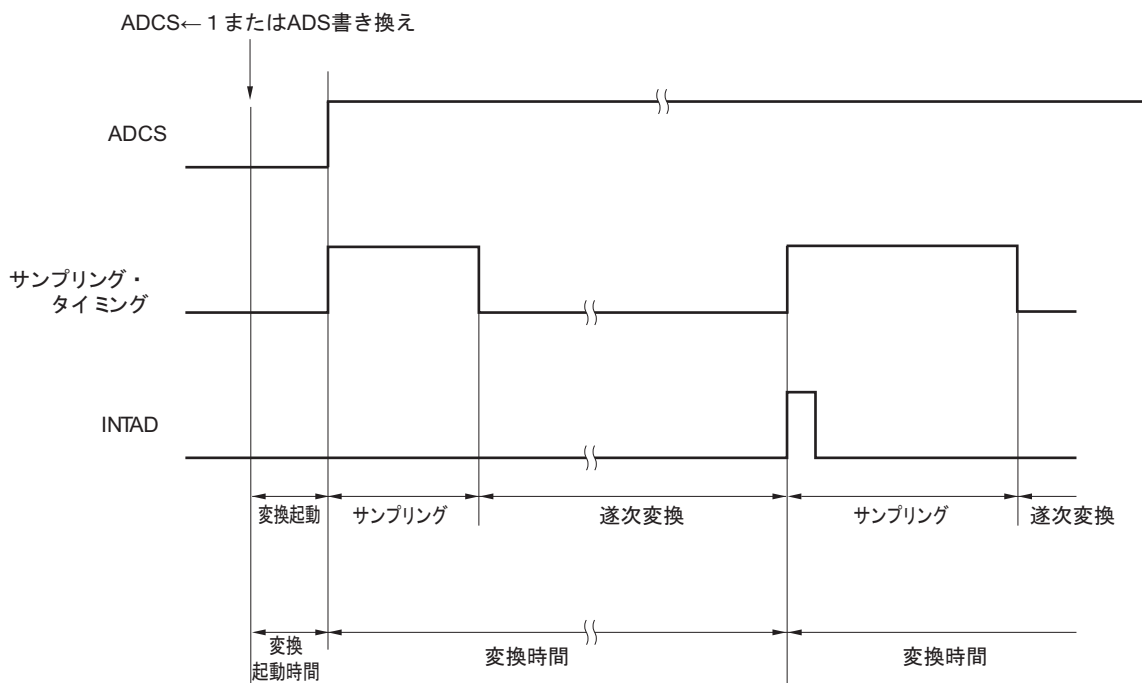 ADCS←１またはADS書き換え
ADCS
サンプリング・
タイミング
INTAD
変換起動
サンプリング
逐次変換
サンプリング
逐次変換
変換
起動時間
変換時間
変換時間